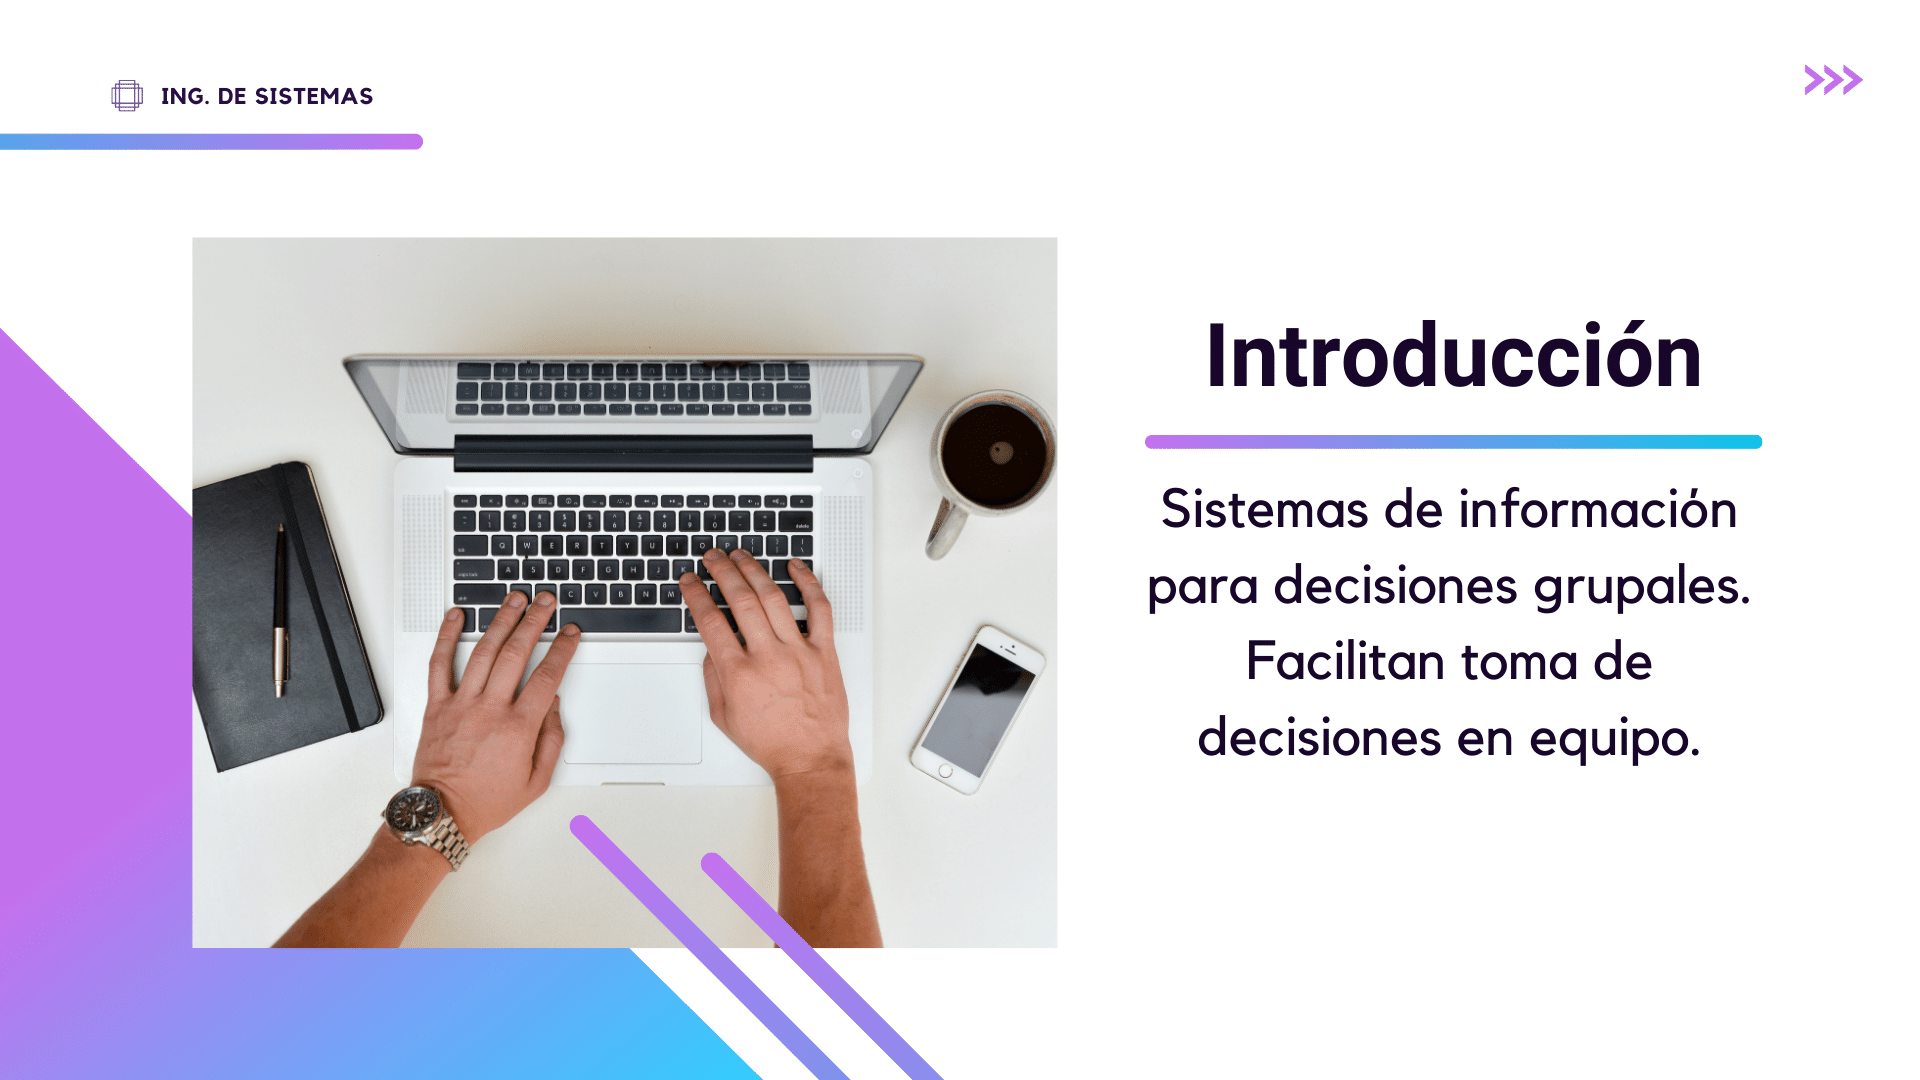 ING. DE SISTEMAS
Introducción
Sistemas de información
para decisiones grupales.
Facilitan toma de
decisiones en equipo.